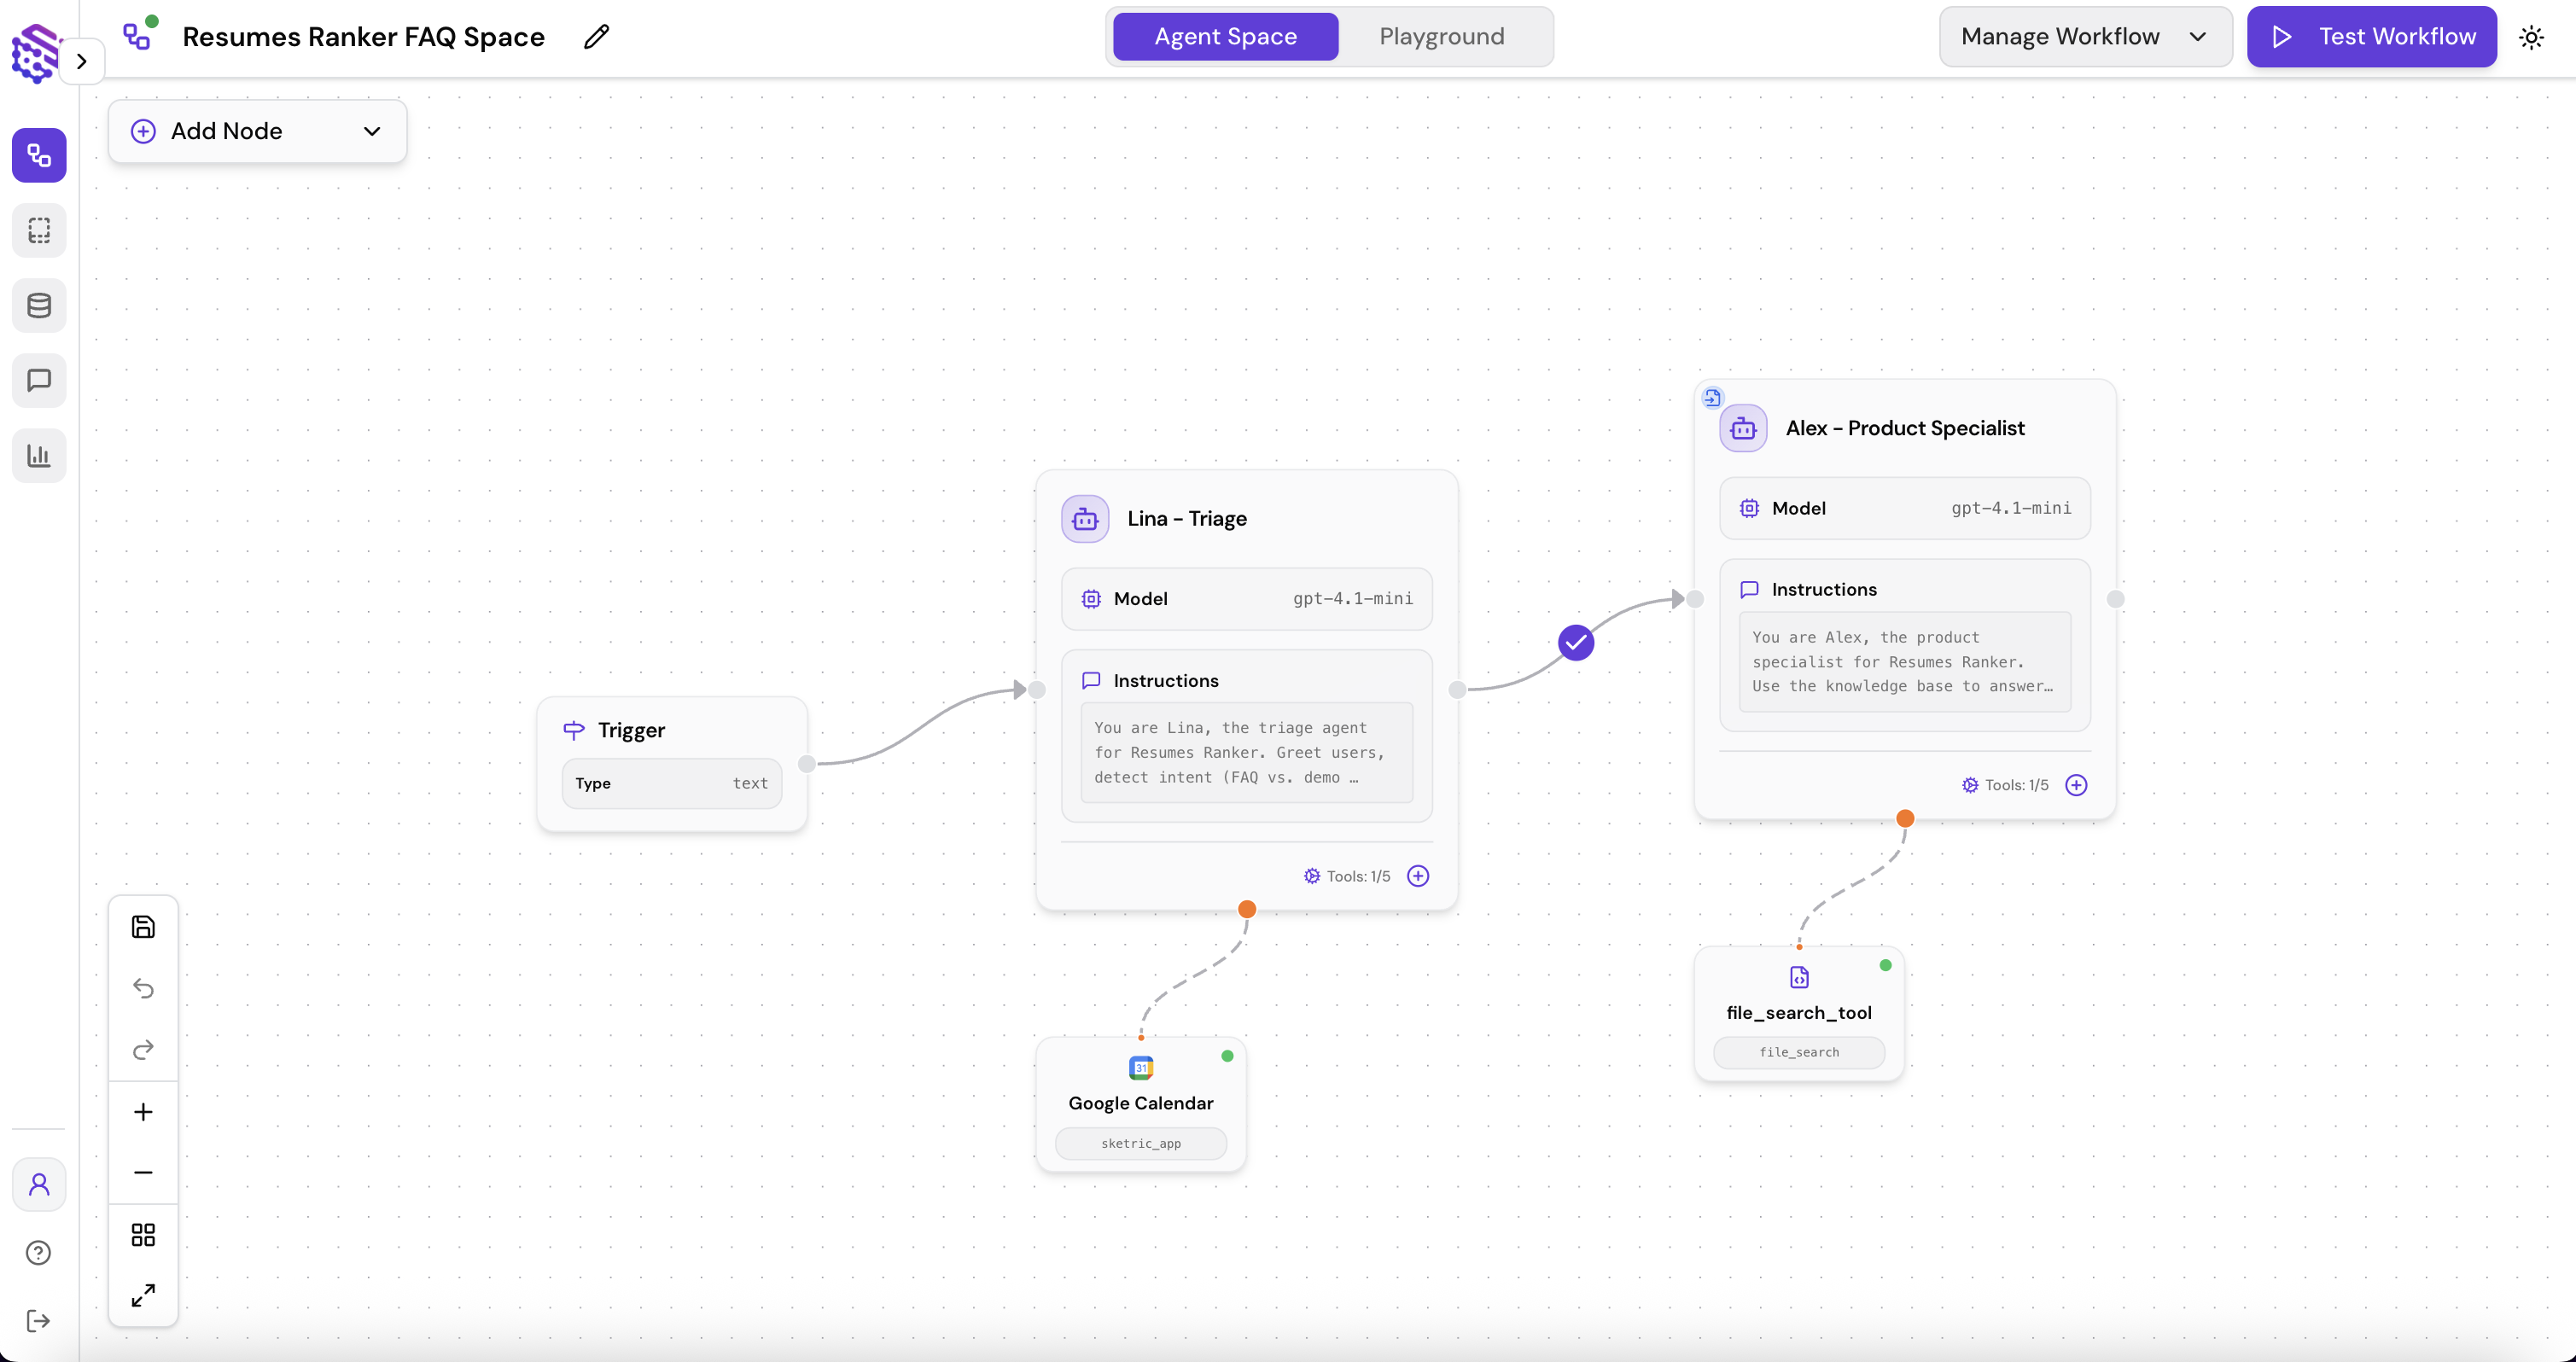 Resumes Ranker FAQ Space
Agent Space
Playground
Manage Workflow
Test Workflow
Add Node
Trigger
Type
text
Lina - Triage
Model
gpt-4.1-mini
Instructions
You are Lina, the triage agent
for Resumes Ranker. Greet users,
detect intent (FAQ vs. demo …
Tools: 1/5
Google Calendar
sketric_app
Alex - Product Specialist
Model
gpt-4.1-mini
Instructions
You are Alex, the product
specialist for Resumes Ranker.
Use the knowledge base to answer…
Tools: 1/5
file_search_tool
file_search
31